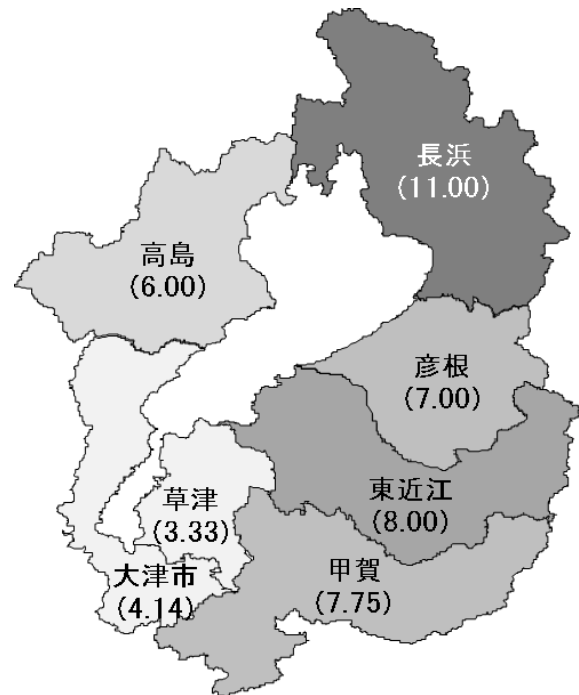 長浜
(11.00)
高島
(6.00)
彦根
(7.00)
東近江
(8.00)
草津
(3.33)
甲賀
(7.75)
大津市
(4.14)